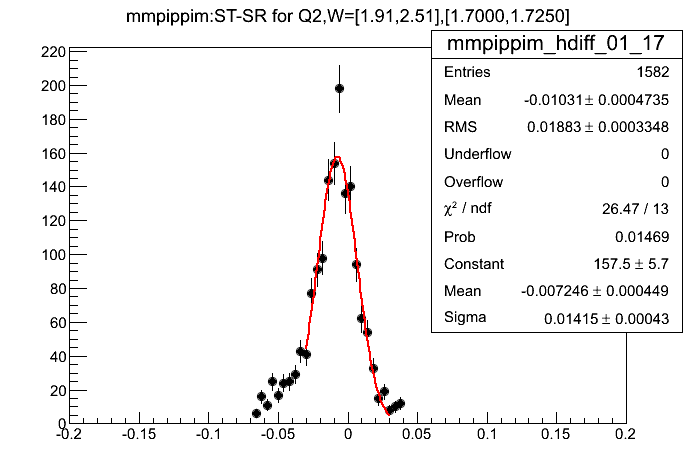 mmpippim:ST-SR for Q2,W=[1.91,2.51],[1.7000,1.7250]
mmpippim_hdiff_01_17
Entries 1582
Mean -0.01031 ± 0.0004735
RMS 0.01883 ± 0.0003348
Underflow 0
Overflow 0
χ² / ndf 26.47 / 13
Prob 0.01469
Constant 157.5 ± 5.7
Mean -0.007246 ± 0.000449
Sigma 0.01415 ± 0.00043
220
200
180
160
140
120
100
80
60
40
20
0
-0.2 -0.15 -0.1 -0.05 0 0.05 0.1 0.15 0.2